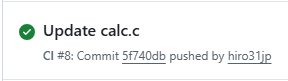 Update calc.c
CI #8: Commit 5f740db pushed by hiro31jp